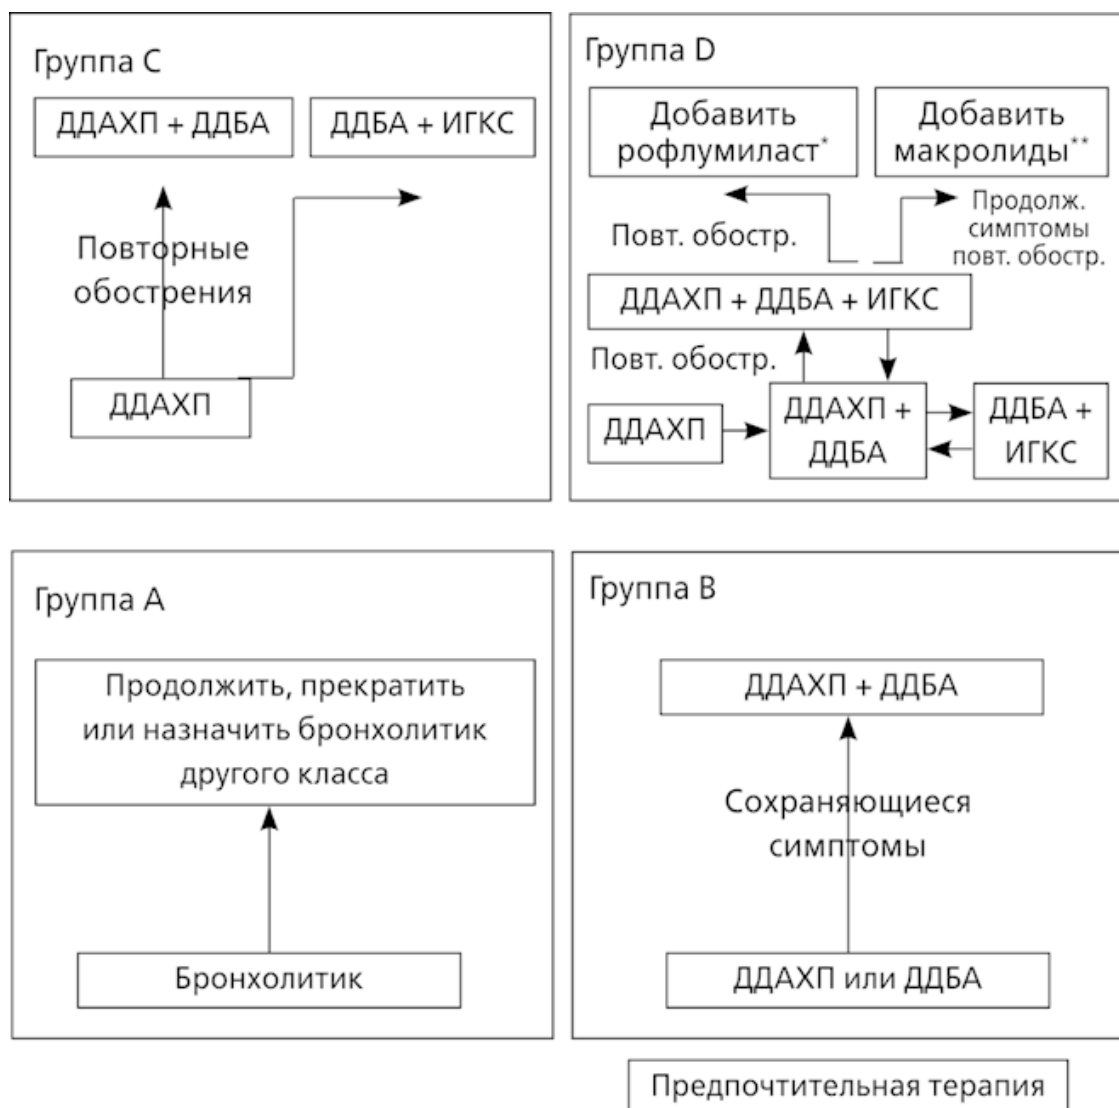 Группа C
ДДАХП + ДДБА
ДДБА + ИГКС
Повторные
обострения
ДДАХП
Группа D
Добавить
рофлумиласт*
Добавить
макролиды**
Повт. обостр.
Продолж.
симптомы
повт. обостр.
ДДАХП + ДДБА + ИГКС
Повт. обостр.
ДДАХП
ДДАХП +
ДДБА
ДДБА +
ИГКС
Группа A
Продолжить, прекратить
или назначить бронхолитик
другого класса
Бронхолитик
Группа B
ДДАХП + ДДБА
Сохраняющиеся
симптомы
ДДАХП или ДДБА
Предпочтительная терапия